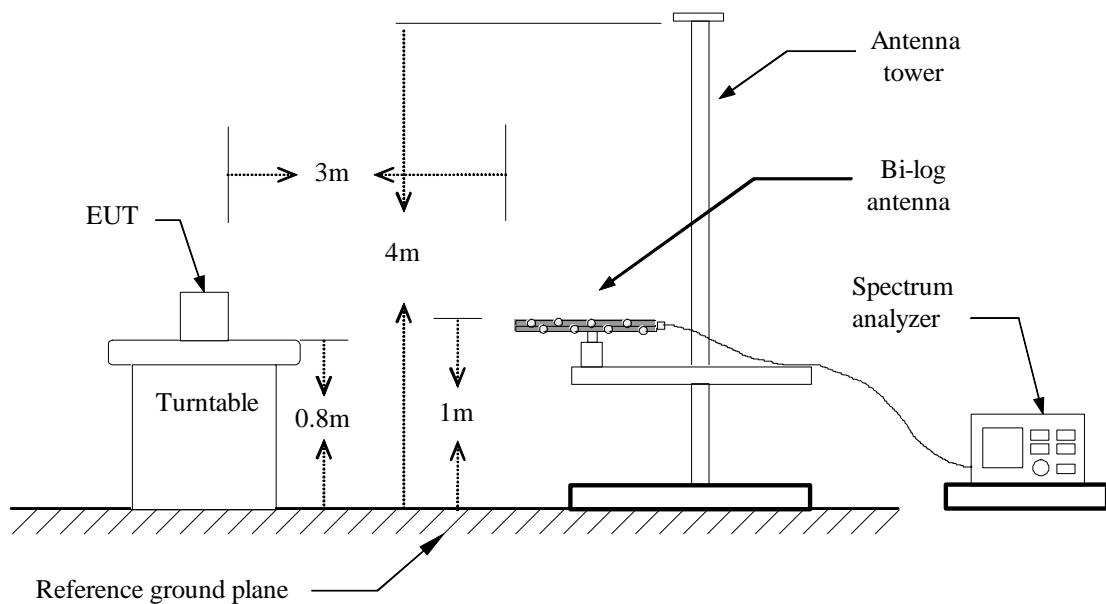 Antenna
tower
3m
Bi-log
antenna
EUT
4m
Spectrum
analyzer
Turntable
0.8m
1m
Reference ground plane